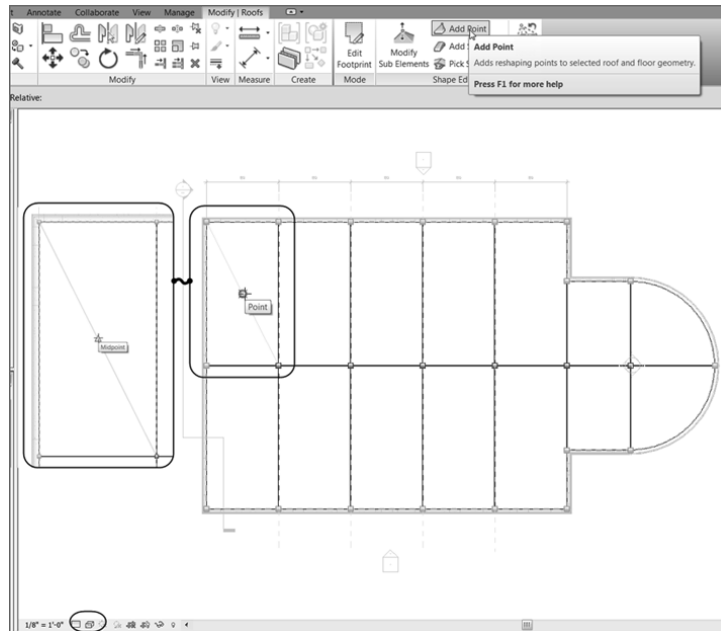 Annotate Collaborate View Manage Modify | Roofs
Add Point
Edit
Footprint
Modify
Sub Elements
Add S
Pick S
Modify View Measure Create Mode Shape Ed
Add Point
Adds reshaping points to selected roof and floor geometry.
Press F1 for more help
Relative:
Point
Midpoint
1/8" = 1'-0"